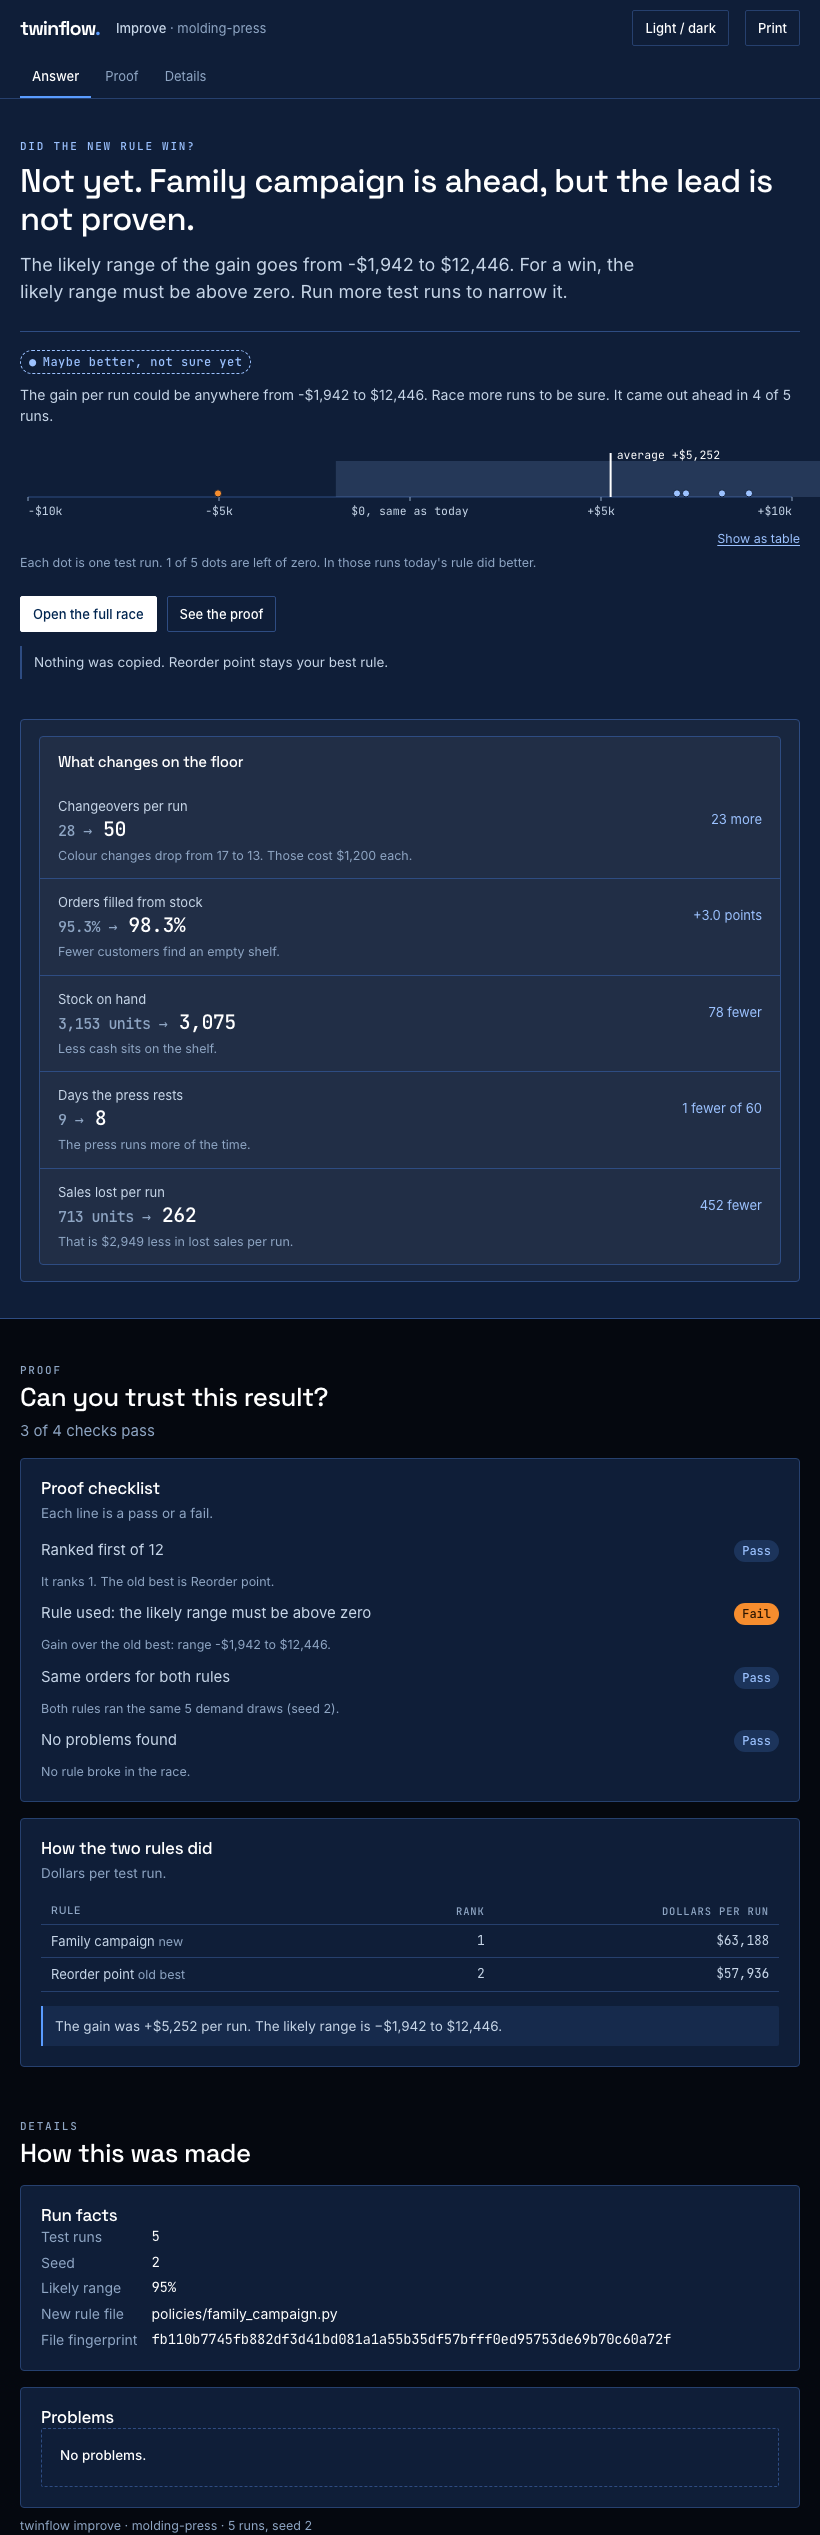 twinflow. Improve · molding-press Light / dark Print
Answer Proof Details
DID THE NEW RULE WIN?
Not yet. Family campaign is ahead, but the lead is
not proven.
The likely range of the gain goes from -$1,942 to $12,446. For a win, the
likely range must be above zero. Run more test runs to narrow it.
Maybe better, not sure yet
The gain per run could be anywhere from -$1,942 to $12,446. Race more runs to be sure. It came out ahead in 4 of 5
runs.
average +$5,252
-$10k -$5k $0, same as today +$5k +$10k
Show as table
Each dot is one test run. 1 of 5 dots are left of zero. In those runs today's rule did better.
Open the full race See the proof
Nothing was copied. Reorder point stays your best rule.
What changes on the floor
Changeovers per run
28 → 50 23 more
Colour changes drop from 17 to 13. Those cost $1,200 each.
Orders filled from stock
95.3% → 98.3% +3.0 points
Fewer customers find an empty shelf.
Stock on hand
3,153 units → 3,075 78 fewer
Less cash sits on the shelf.
Days the press rests
9 → 8 1 fewer of 60
The press runs more of the time.
Sales lost per run
713 units → 262 452 fewer
That is $2,949 less in lost sales per run.
PROOF
Can you trust this result?
3 of 4 checks pass
Proof checklist
Each line is a pass or a fail.
Ranked first of 12 Pass
It ranks 1. The old best is Reorder point.
Rule used: the likely range must be above zero Fail
Gain over the old best: range -$1,942 to $12,446.
Same orders for both rules Pass
Both rules ran the same 5 demand draws (seed 2).
No problems found Pass
No rule broke in the race.
How the two rules did
Dollars per test run.
RULE RANK DOLLARS PER RUN
Family campaign new 1 $63,188
Reorder point old best 2 $57,936
The gain was +$5,252 per run. The likely range is −$1,942 to $12,446.
DETAILS
How this was made
Run facts
Test runs 5
Seed 2
Likely range 95%
New rule file policies/family_campaign.py
File fingerprint fb110b7745fb882df3d41bd081a1a55b35df57bfff0ed95753de69b70c60a72f
Problems
No problems.
twinflow improve · molding-press · 5 runs, seed 2